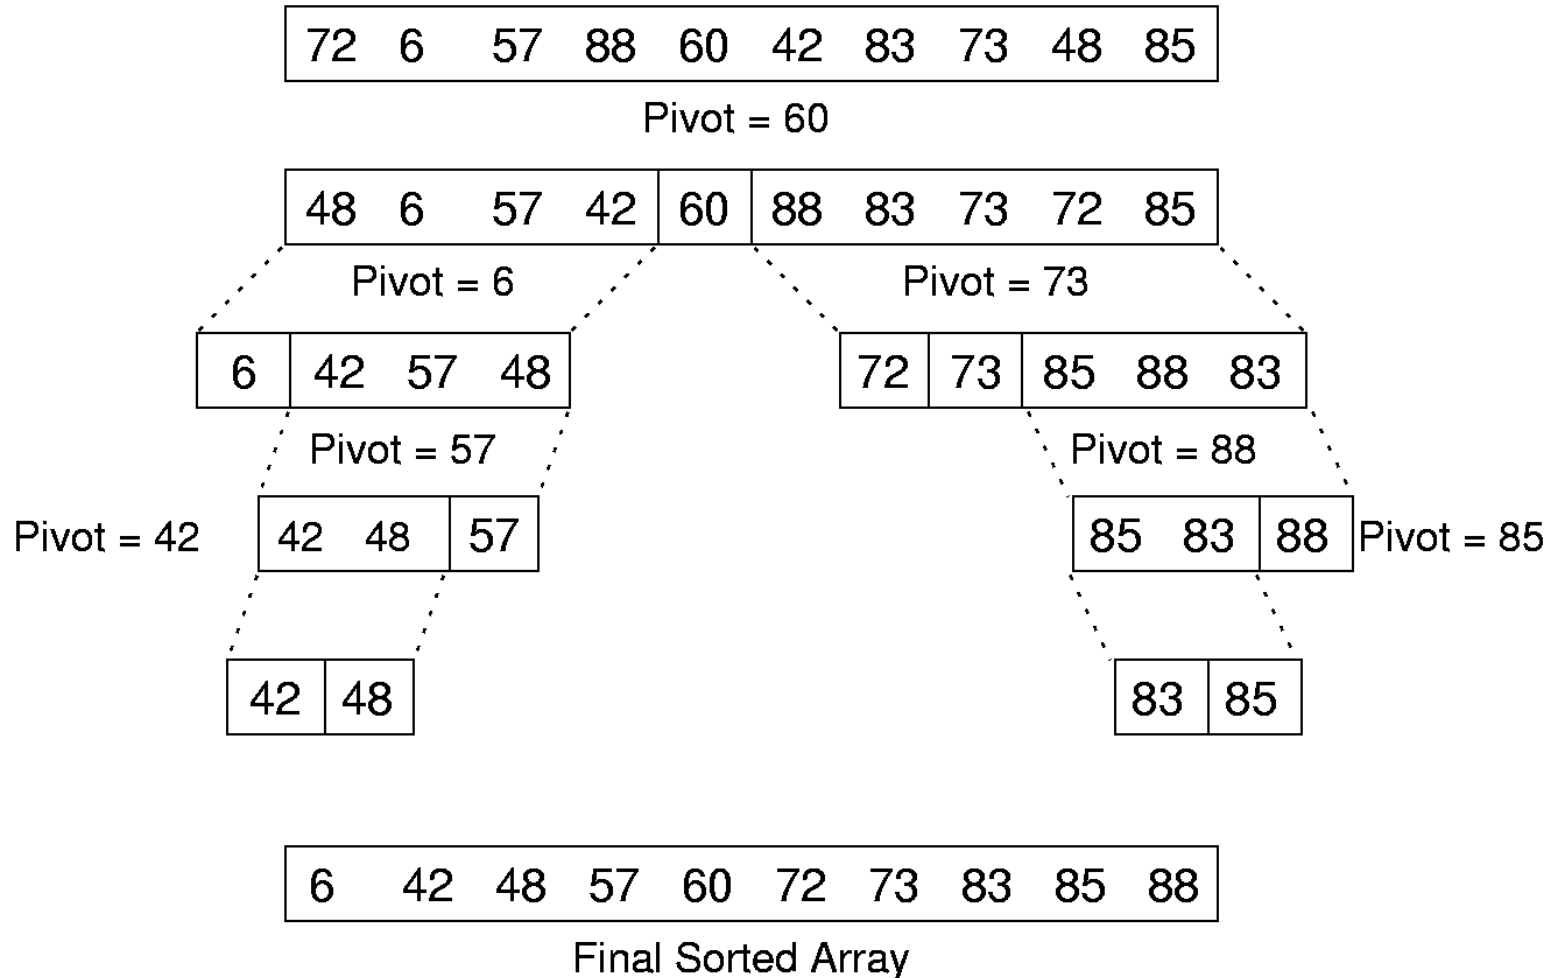 72 6 57 88 60 42 83 73 48 85
Pivot = 60
48 6 57 42 60 88 83 73 72 85
Pivot = 6 Pivot = 73
6 42 57 48 72 73 85 88 83
Pivot = 57 Pivot = 88
Pivot = 42 42 48 57 85 83 88 Pivot = 85
42 48 83 85
6 42 48 57 60 72 73 83 85 88
Final Sorted Array